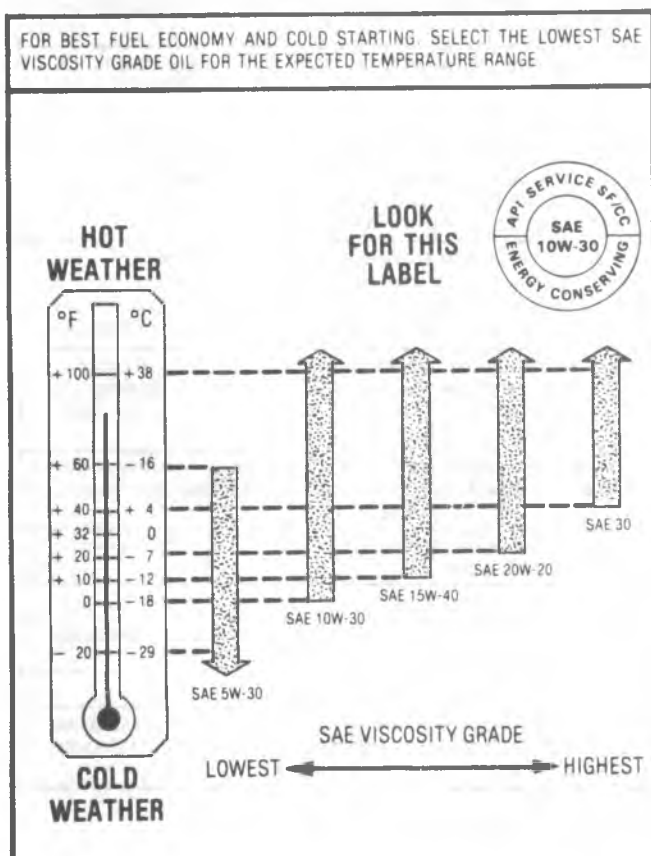 FOR BEST FUEL ECONOMY AND COLD STARTING. SELECT THE LOWEST SAE
VISCOSITY GRADE OIL FOR THE EXPECTED TEMPERATURE RANGE
LOOK
FOR THIS
LABEL
API SERVICE SF/CC
SAE
10W-30
ENERGY CONSERVING
HOT
WEATHER
°F °C
+ 100 + 38
+ 60 - 16
+ 40 + 4
+ 32 0
+ 20 - 7
+ 10 - 12
0 - 18
- 20 - 29
SAE 30
SAE 20W-20
SAE 15W-40
SAE 10W-30
SAE 5W-30
SAE VISCOSITY GRADE
LOWEST HIGHEST
COLD
WEATHER